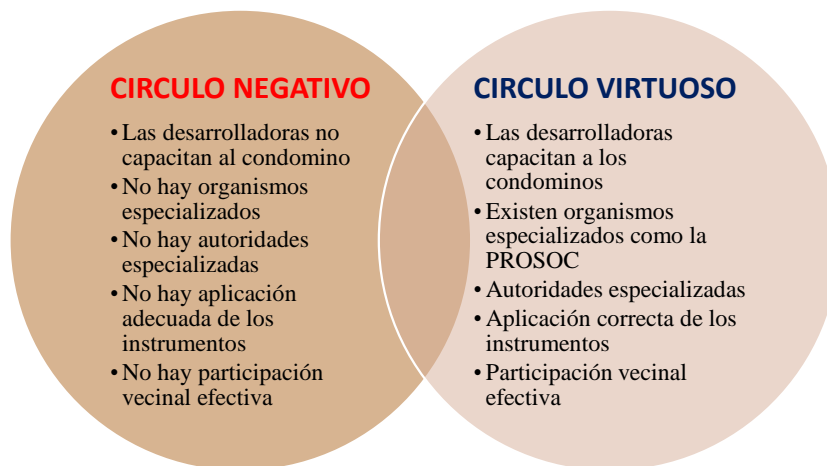 CIRCULO NEGATIVO
• Las desarrolladoras no
capacitan al condomino
• No hay organismos
especializados
• No hay autoridades
especializadas
• No hay aplicación
adecuada de los
instrumentos
• No hay participación
vecinal efectiva
CIRCULO VIRTUOSO
• Las desarrolladoras
capacitan a los
condominos
• Existen organismos
especializados como la
PROSOC
• Autoridades especializadas
• Aplicación correcta de los
instrumentos
• Participación vecinal
efectiva